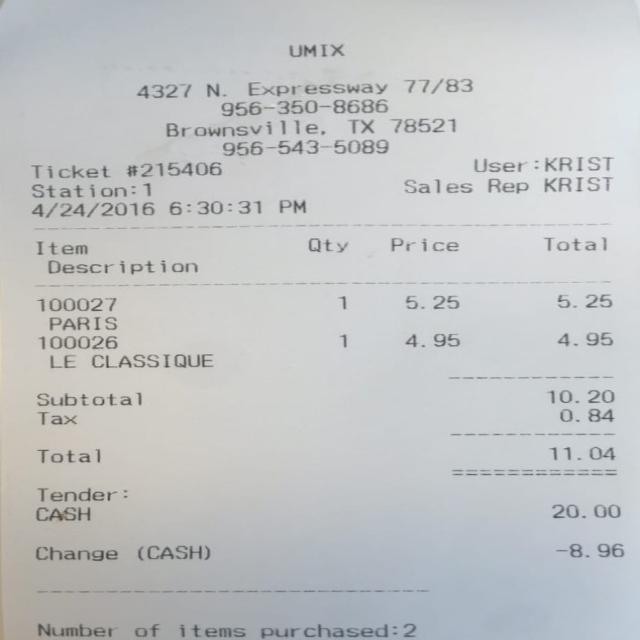 UMIX
4327 N. Expressway 77/83
956-350-8686
Brownsville, TX 78521
956-543-5089
Ticket #215406 User:KRIST
Station:1 Sales Rep KRIST
4/24/2016 6:30:31 PM
Item Qty Price Total
Description
100027 1 5.25 5.25
PARIS
100026 1 4.95 4.95
LE CLASSIQUE
Subtotal 10.20
Tax 0.84
Total 11.04
Tender:
CASH 20.00
Change (CASH) -8.96
Number of items purchased:2